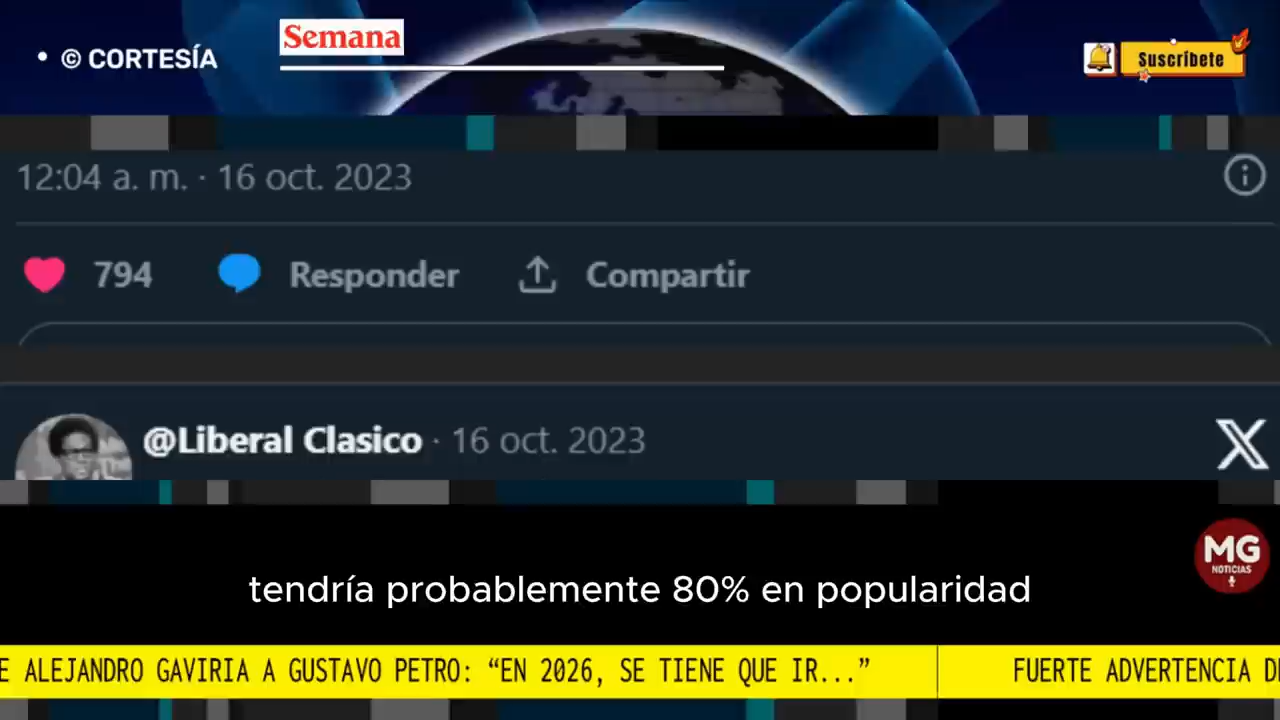 • © CORTESÍA
Semana
Suscríbete
12:04 a. m. · 16 oct. 2023
794 Responder Compartir
@Liberal Clasico · 16 oct. 2023
MG
NOTICIAS
tendría probablemente 80% en popularidad
E ALEJANDRO GAVIRIA A GUSTAVO PETRO: “EN 2026, SE TIENE QUE IR...” FUERTE ADVERTENCIA DE